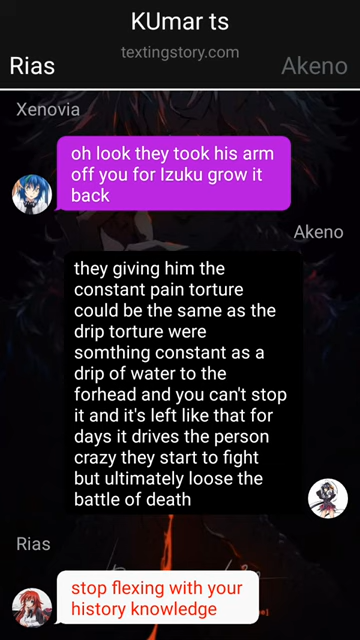 KUmar ts
textingstory.com
Rias
Akeno
Xenovia
oh look they took his arm
off you for Izuku grow it
back
Akeno
they giving him the
constant pain torture
could be the same as the
drip torture were
somthing constant as a
drip of water to the
forhead and you can't stop
it and it's left like that for
days it drives the person
crazy they start to fight
but ultimately loose the
battle of death
Rias
stop flexing with your
history knowledge